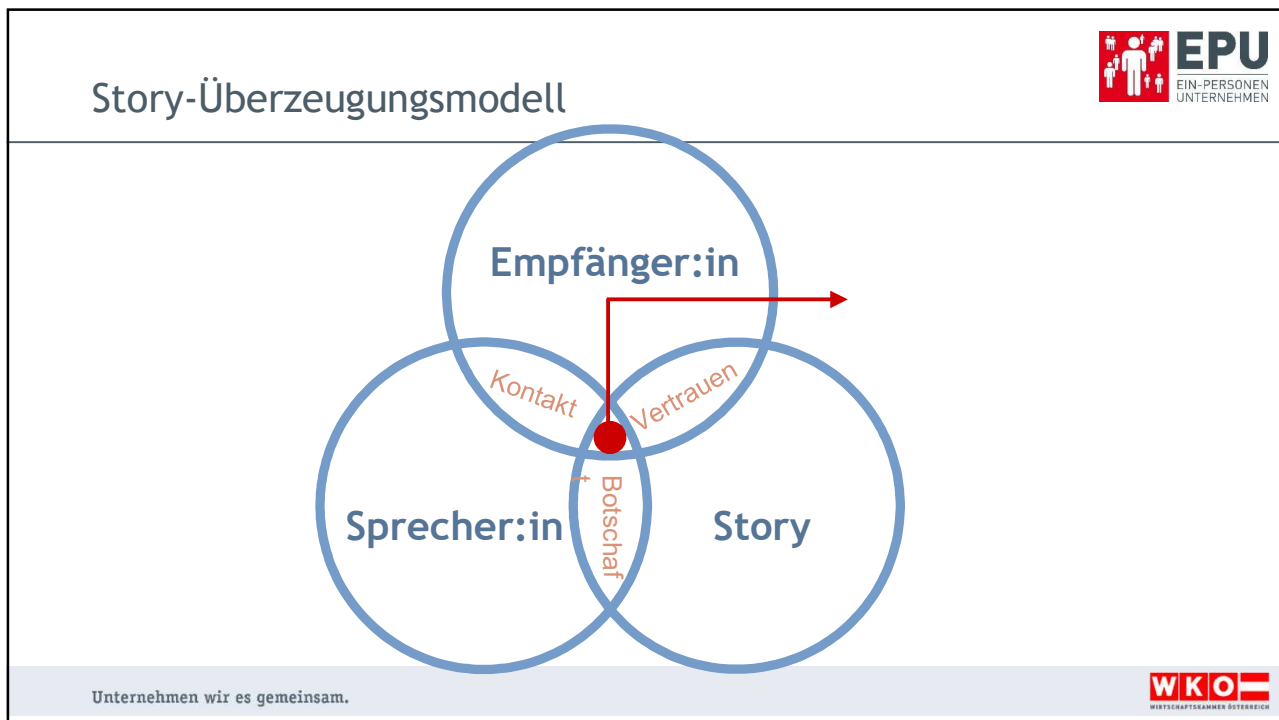 Story-Überzeugungsmodell
EPU
EIN-PERSONEN
UNTERNEHMEN
Empfänger:in
Kontakt
Vertrauen
Botschaf
t
Sprecher:in
Story
Unternehmen wir es gemeinsam.
WKO
WIRTSCHAFTSKAMMER ÖSTERREICH